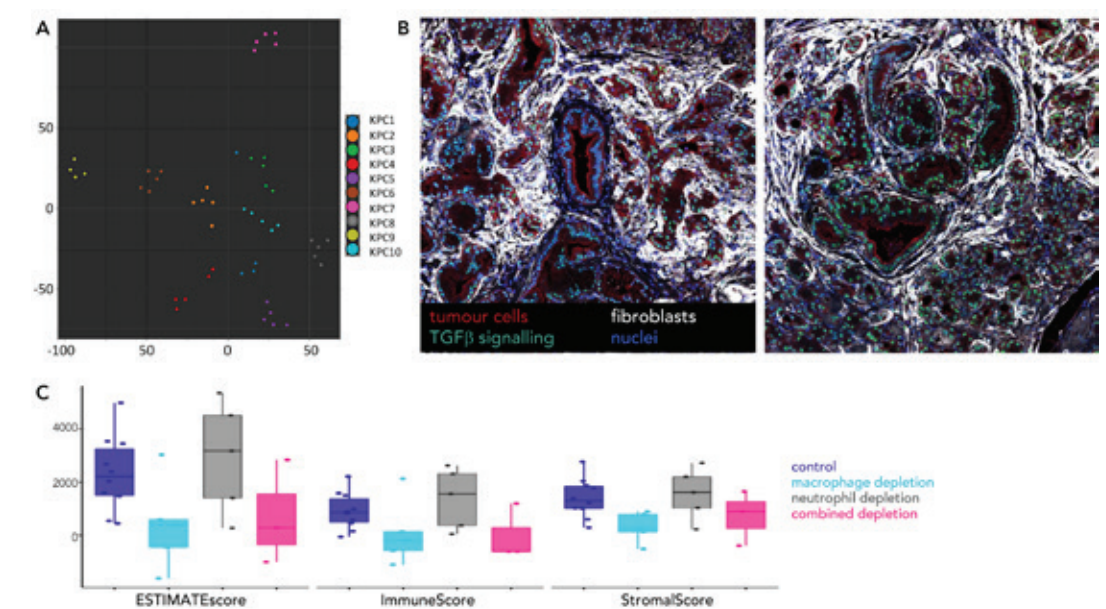 A
B
50
0
-50
-100
50
0
50
KPC1
KPC2
KPC3
KPC4
KPC5
KPC6
KPC7
KPC8
KPC9
KPC10
tumour cells
fibroblasts
TGFβ signalling
nuclei
C
4000
2000
0
ESTIMATEscore
ImmuneScore
StromalScore
control
macrophage depletion
neutrophil depletion
combined depletion